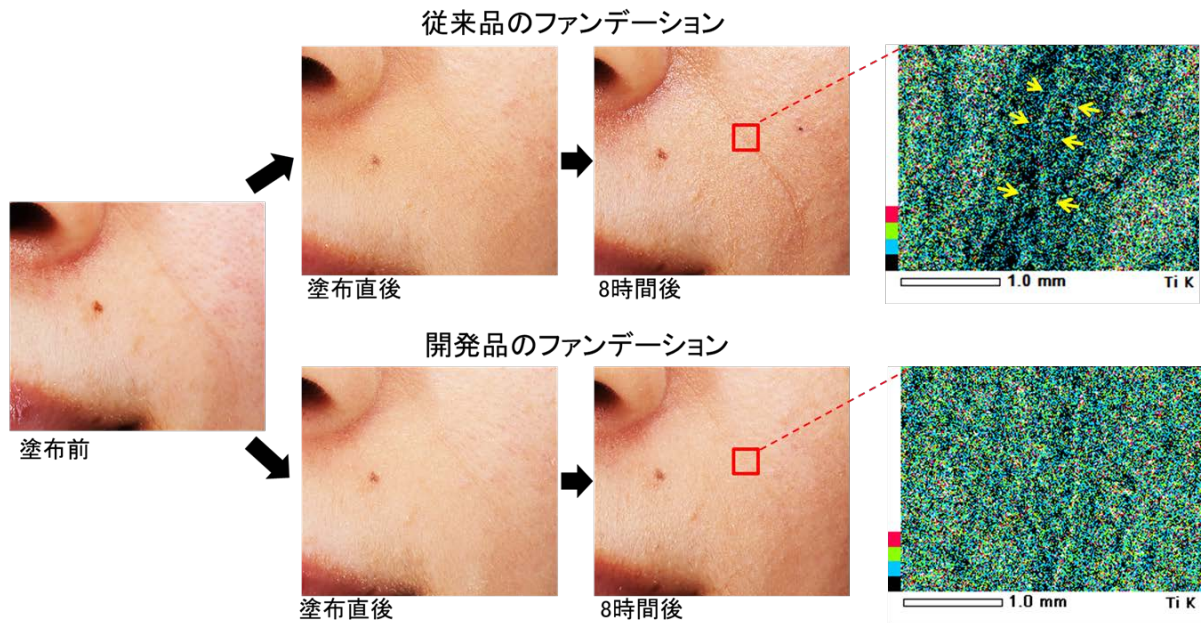 従来品のファンデーション
塗布直後
8時間後
1.0 mm
Ti K
塗布前
開発品のファンデーション
塗布直後
8時間後
1.0 mm
Ti K